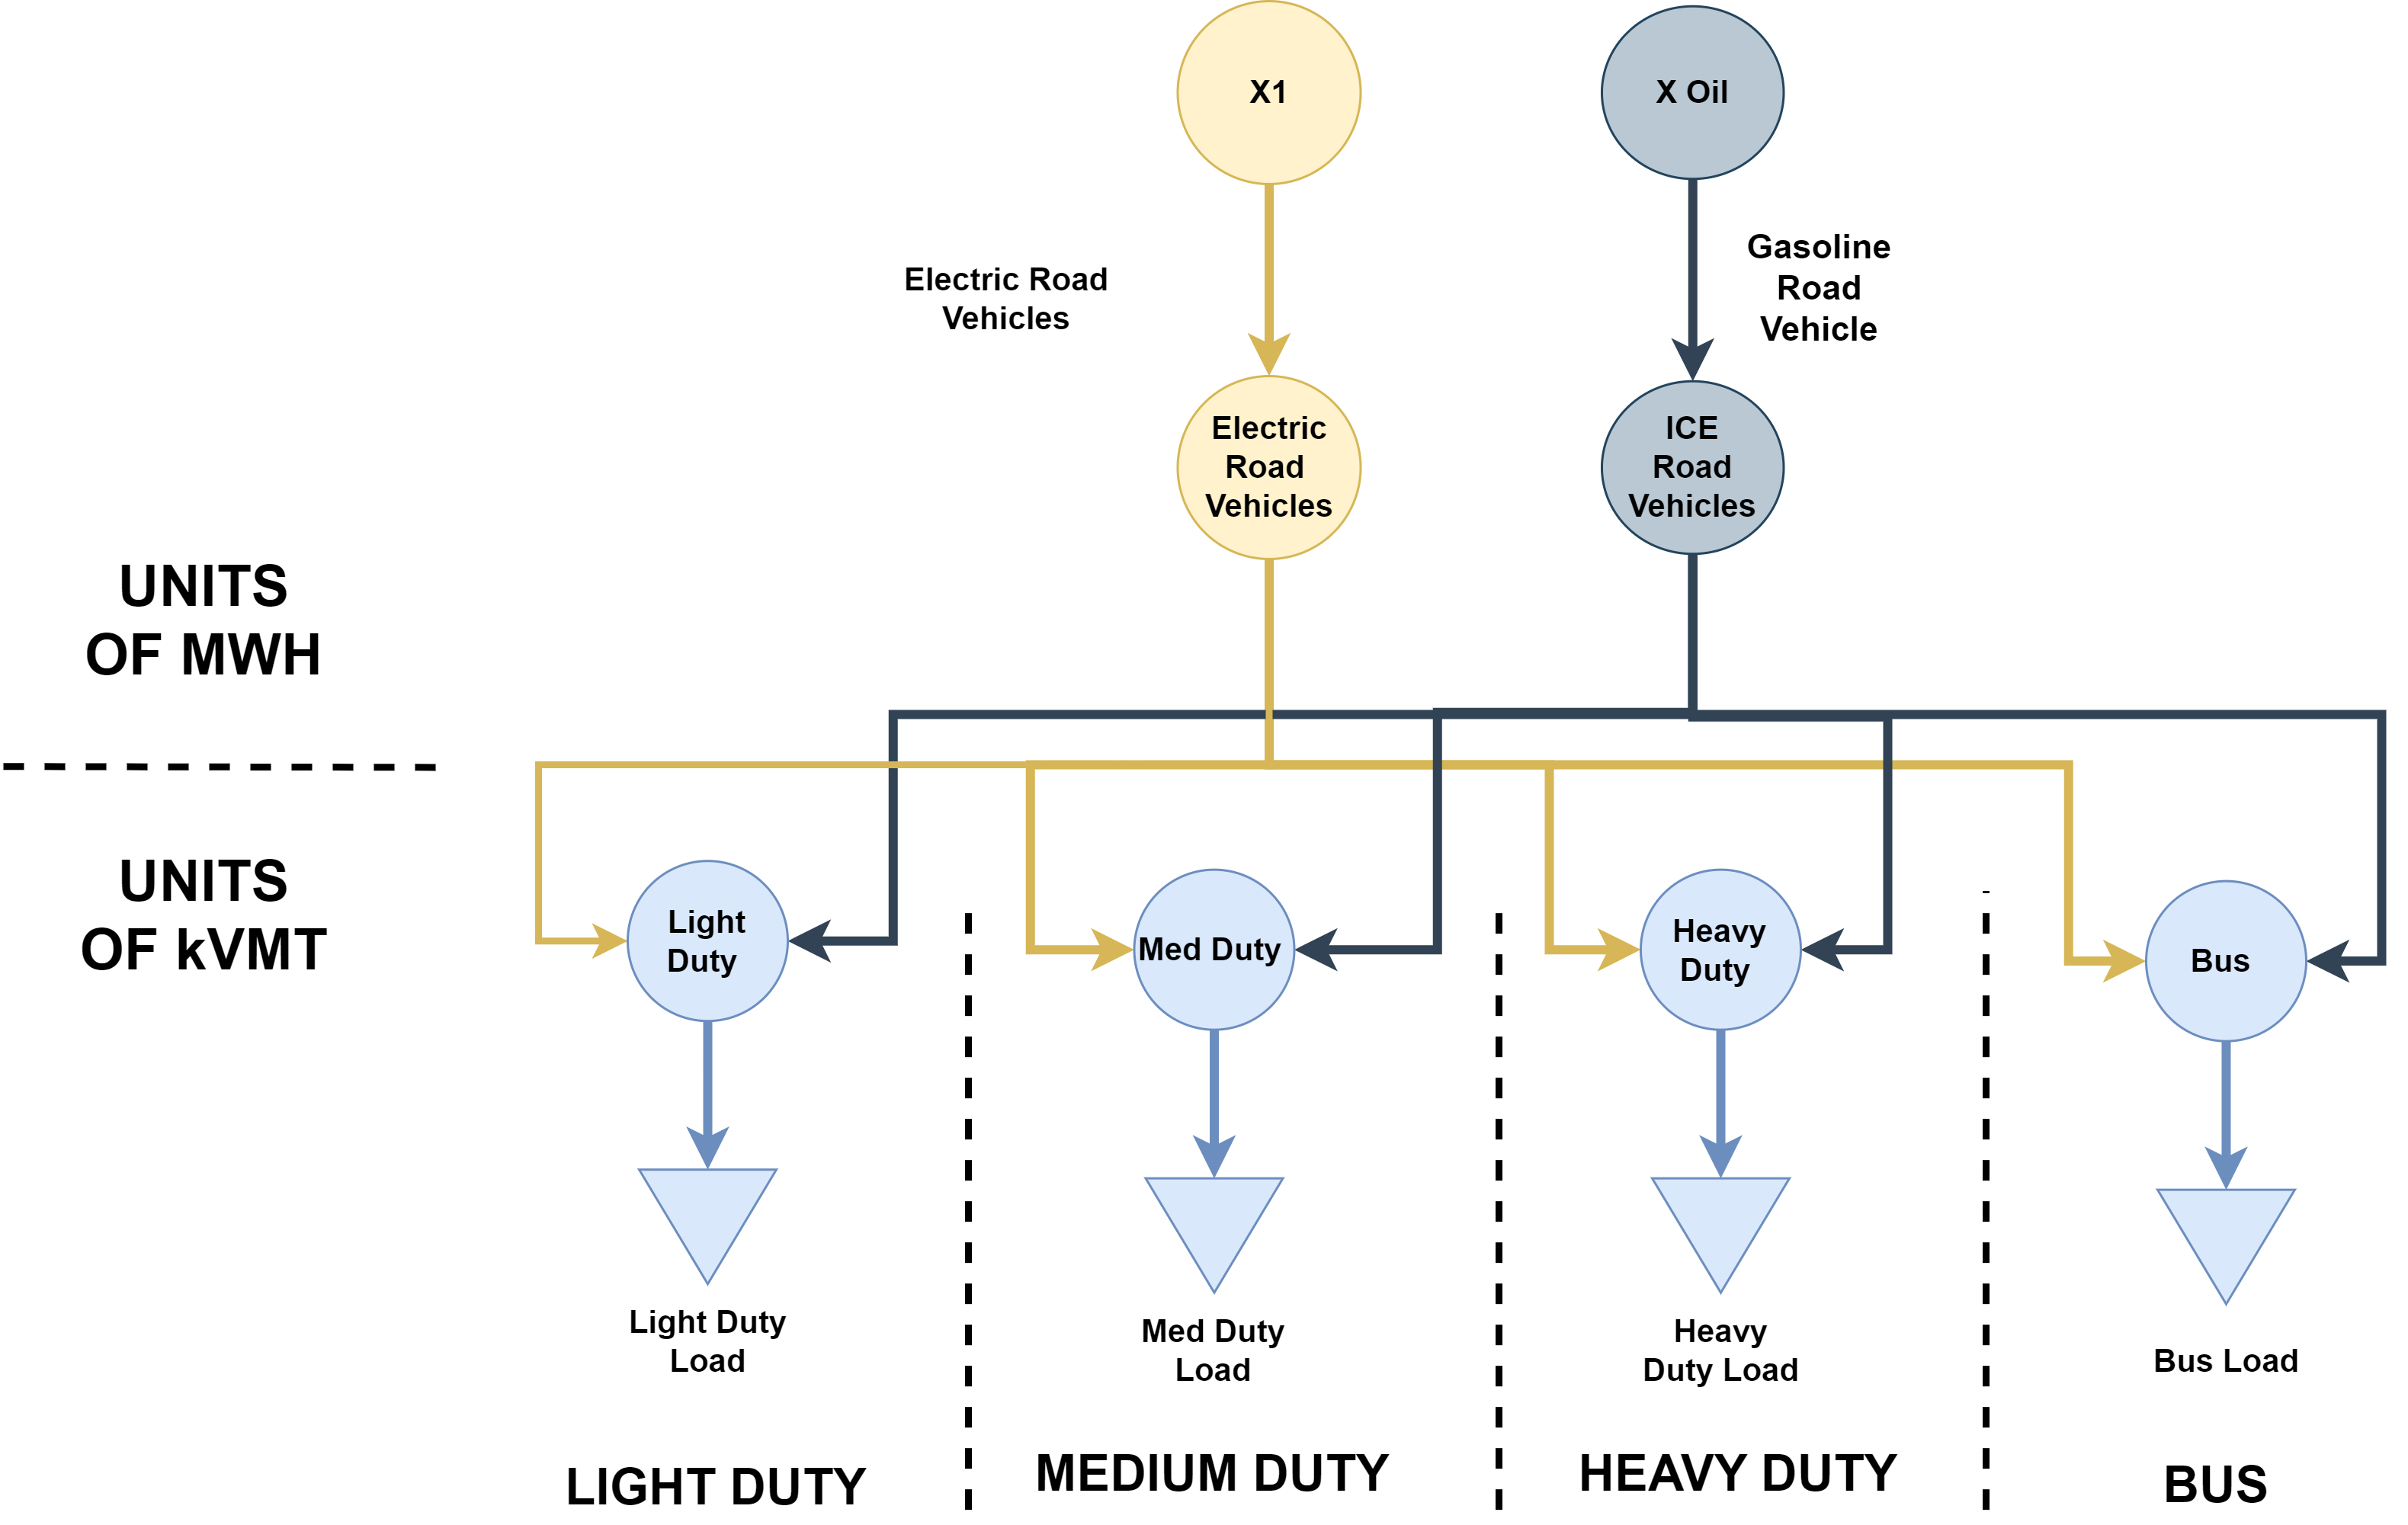 X1
X Oil
Electric Road
Vehicles
Gasoline
Road
Vehicle
Electric
Road
Vehicles
ICE
Road
Vehicles
UNITS
OF MWH
UNITS
OF kVMT
Light
Duty
Med Duty
Heavy
Duty
Bus
Light Duty
Load
Med Duty
Load
Heavy
Duty Load
Bus Load
LIGHT DUTY
MEDIUM DUTY
HEAVY DUTY
BUS